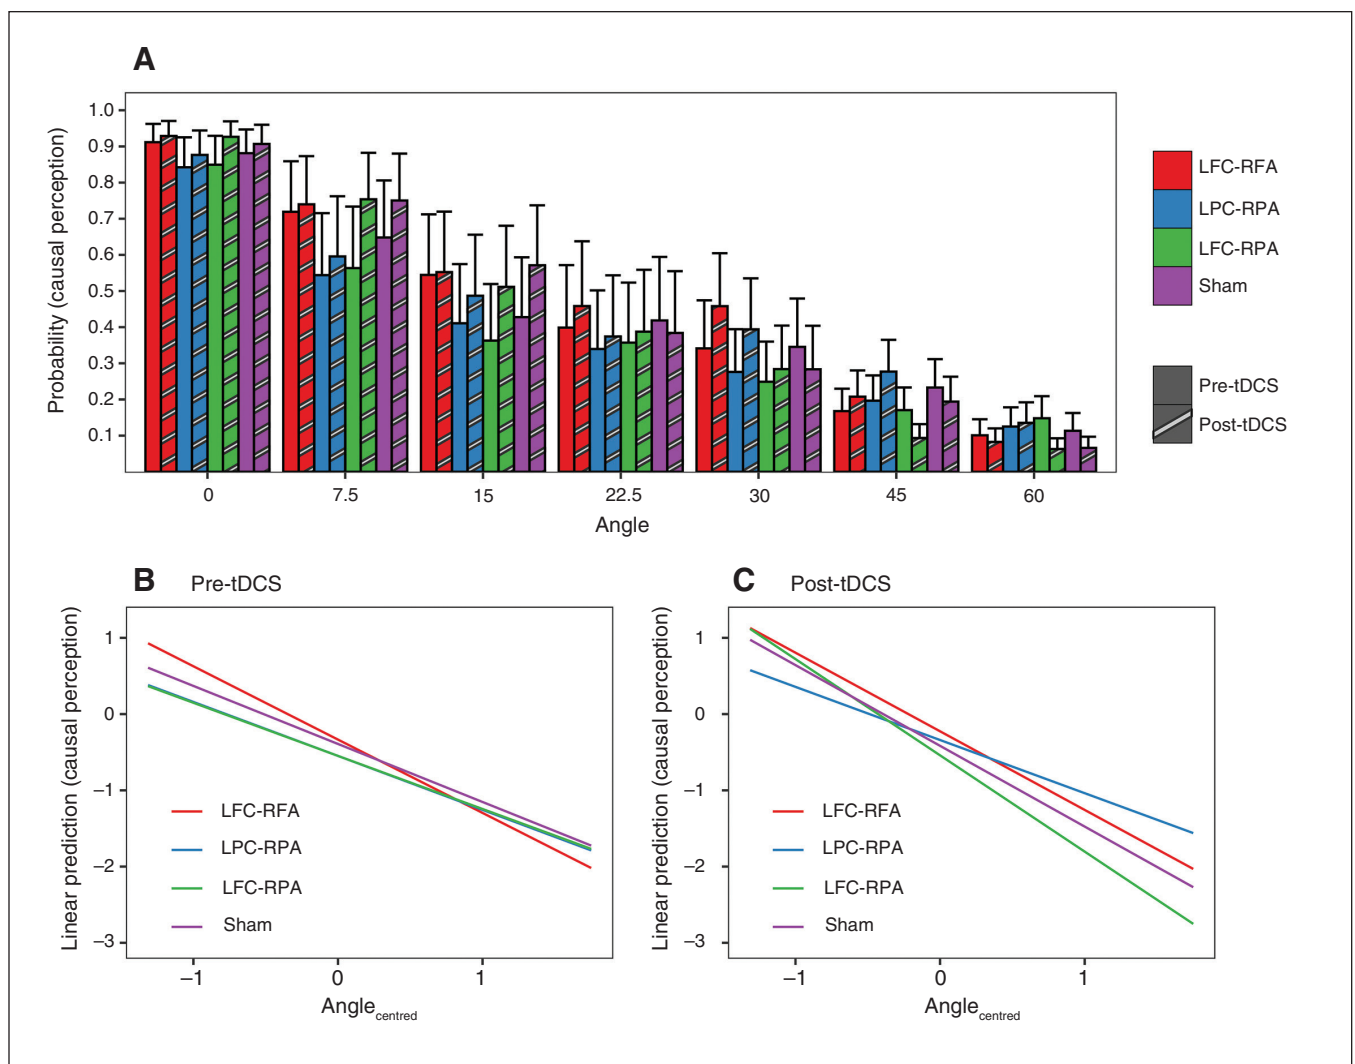 A
Probability (causal perception)
1.0
0.9
0.8
0.7
0.6
0.5
0.4
0.3
0.2
0.1
0 7.5 15 22.5 30 45 60
Angle
LFC-RFA
LPC-RPA
LFC-RPA
Sham
Pre-tDCS
Post-tDCS
B Pre-tDCS
Linear prediction (causal perception)
1
0
−1
−2
−3
LFC-RFA
LPC-RPA
LFC-RPA
Sham
−1 0 1
Angle centred
C Post-tDCS
Linear prediction (causal perception)
1
0
−1
−2
−3
LFC-RFA
LPC-RPA
LFC-RPA
Sham
−1 0 1
Angle centred